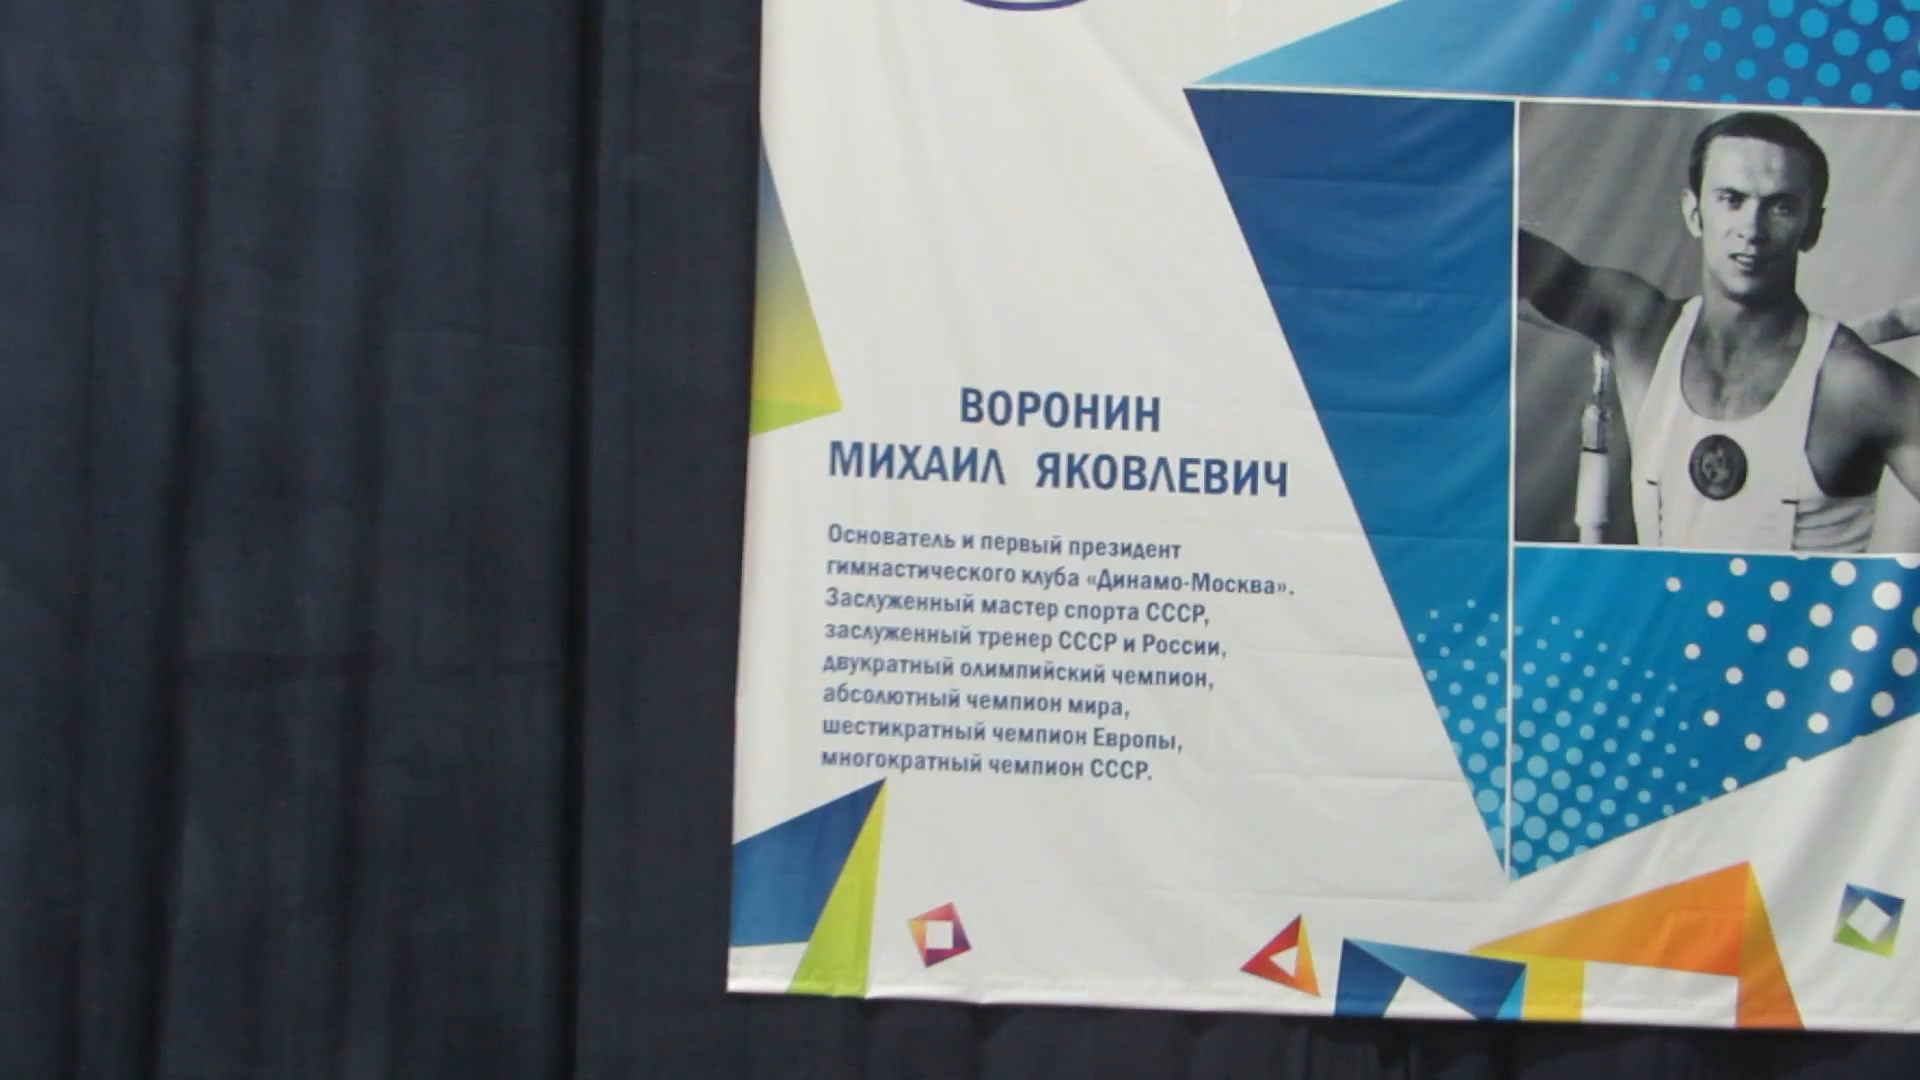 ВОРОНИН
МИХАИЛ ЯКОВЛЕВИЧ
Основатель и первый президент
гимнастического клуба «Динамо-Москва».
Заслуженный мастер спорта СССР,
заслуженный тренер СССР и России,
двукратный олимпийский чемпион,
абсолютный чемпион мира,
шестикратный чемпион Европы,
многократный чемпион СССР.